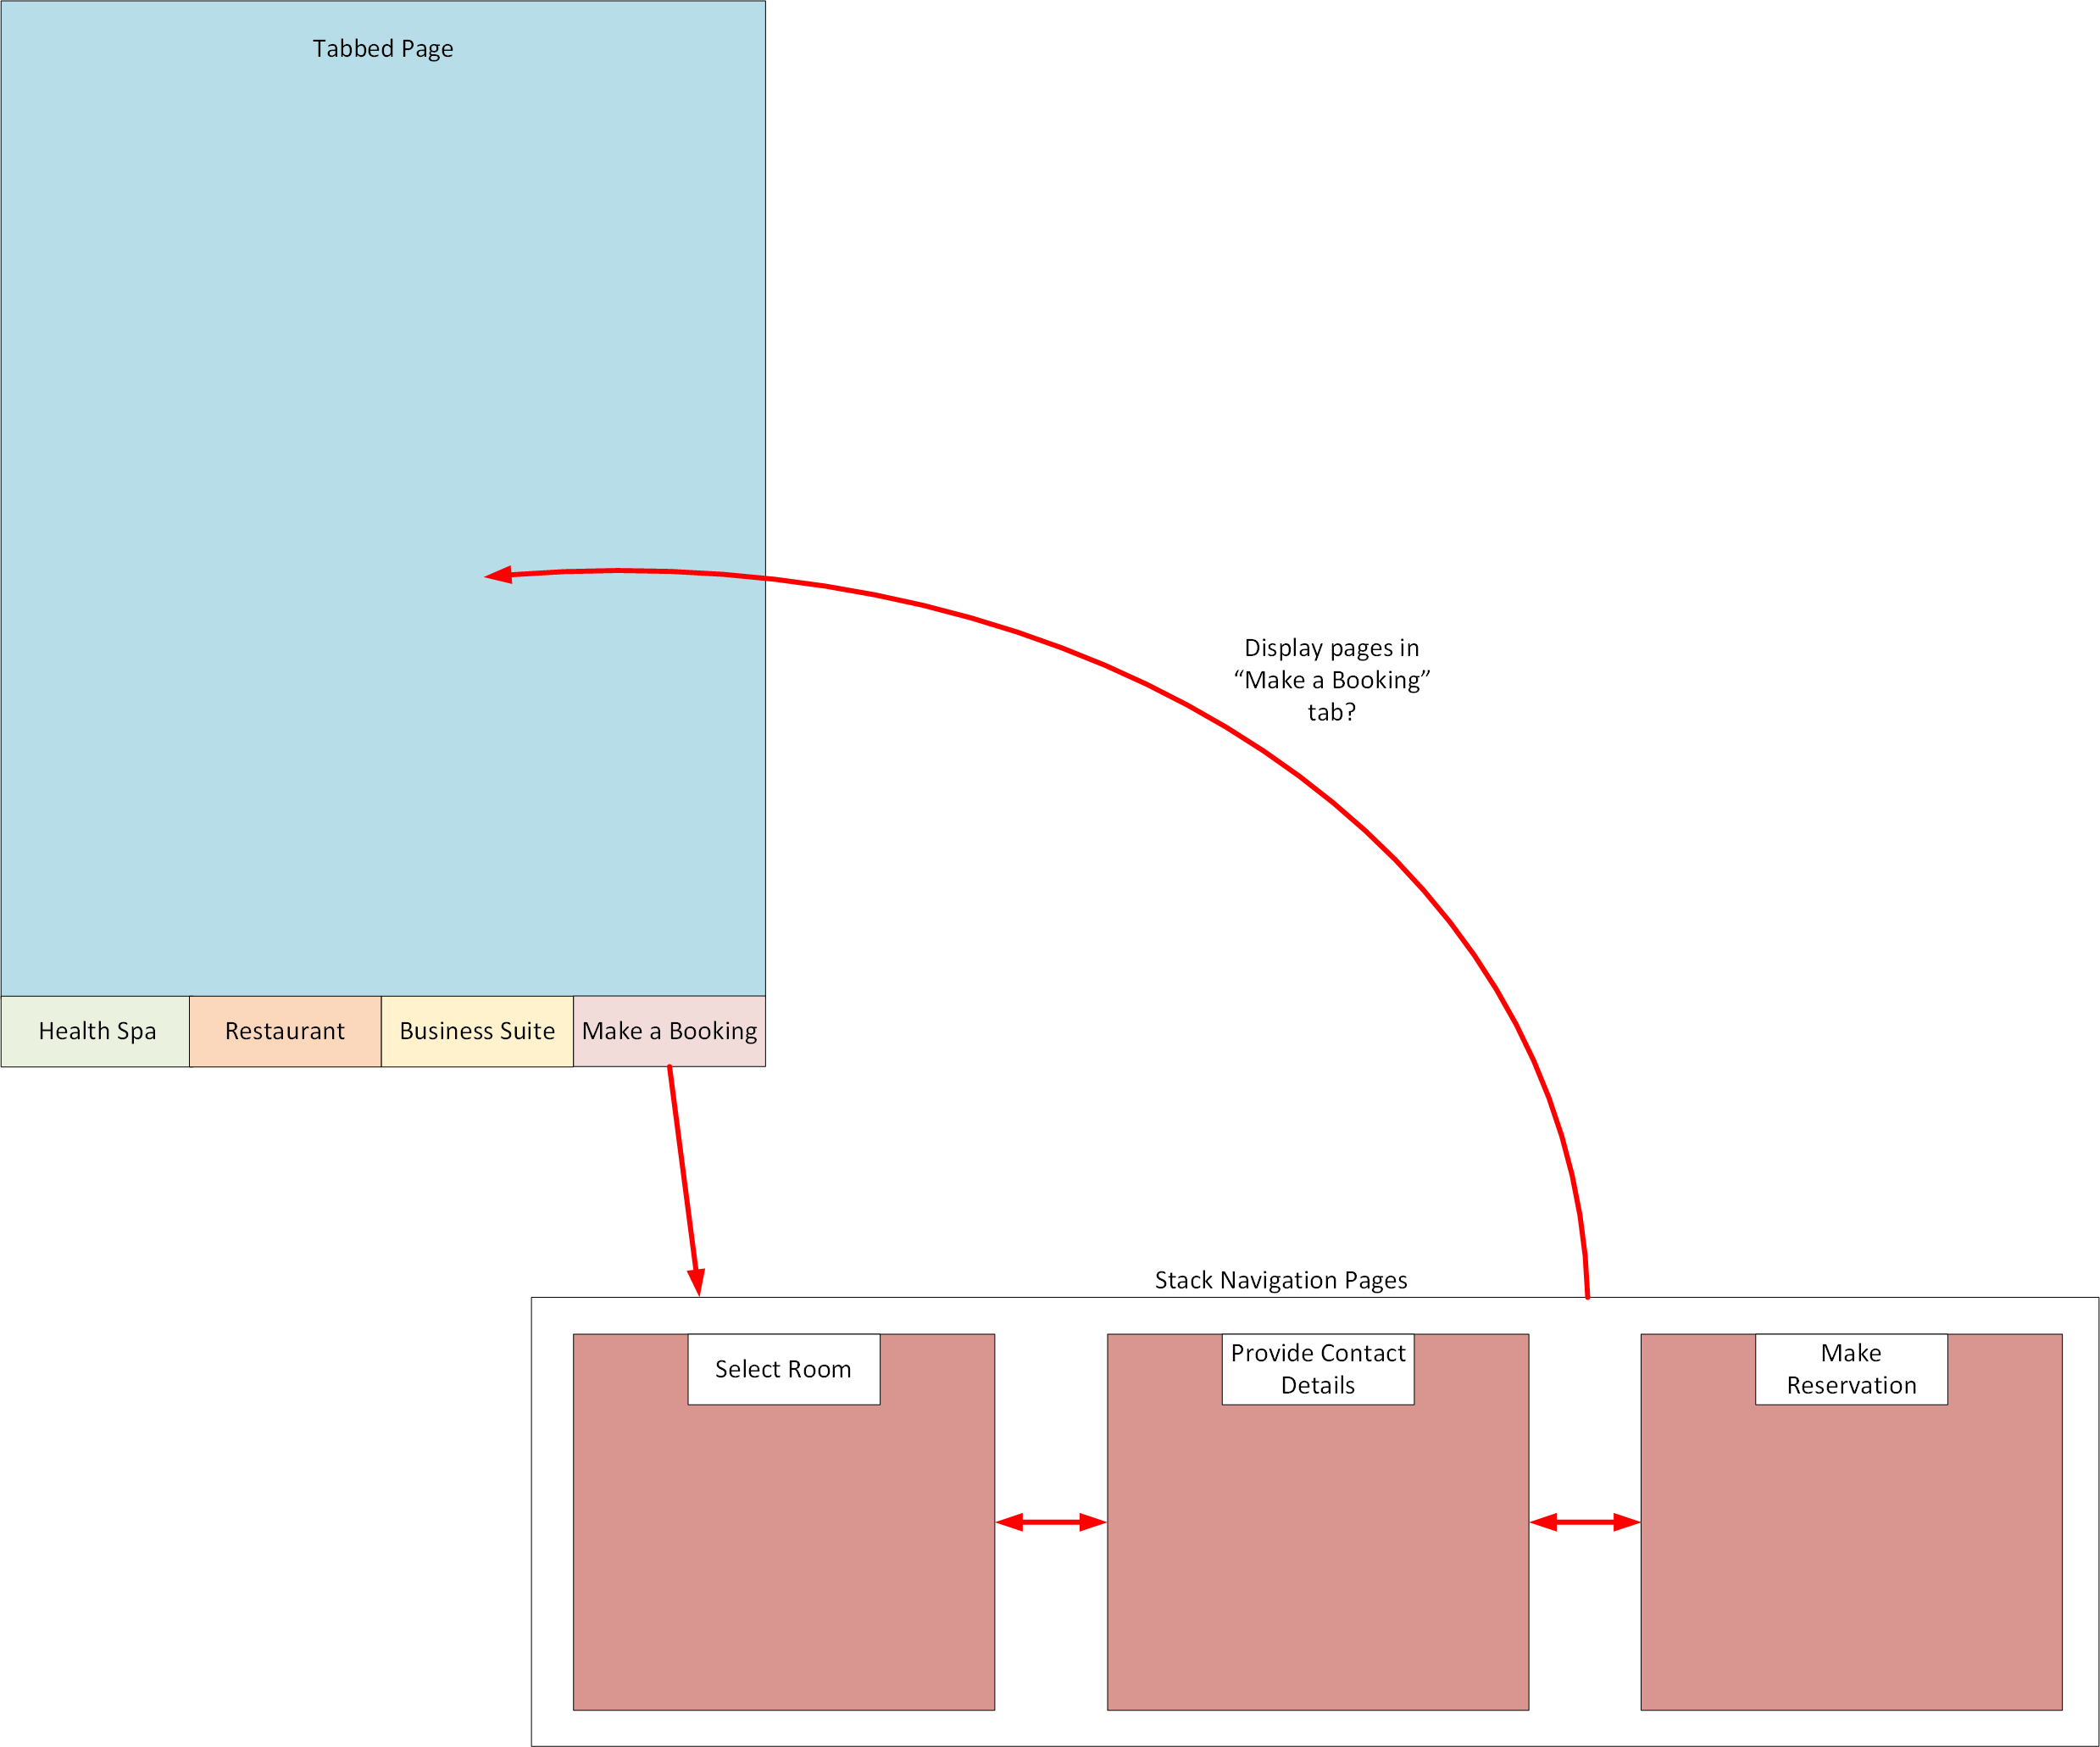 Tabbed Page
Display pages in
“Make a Booking”
tab?
Health Spa
Restaurant
Business Suite
Make a Booking
Stack Navigation Pages
Select Room
Provide Contact
Details
Make
Reservation